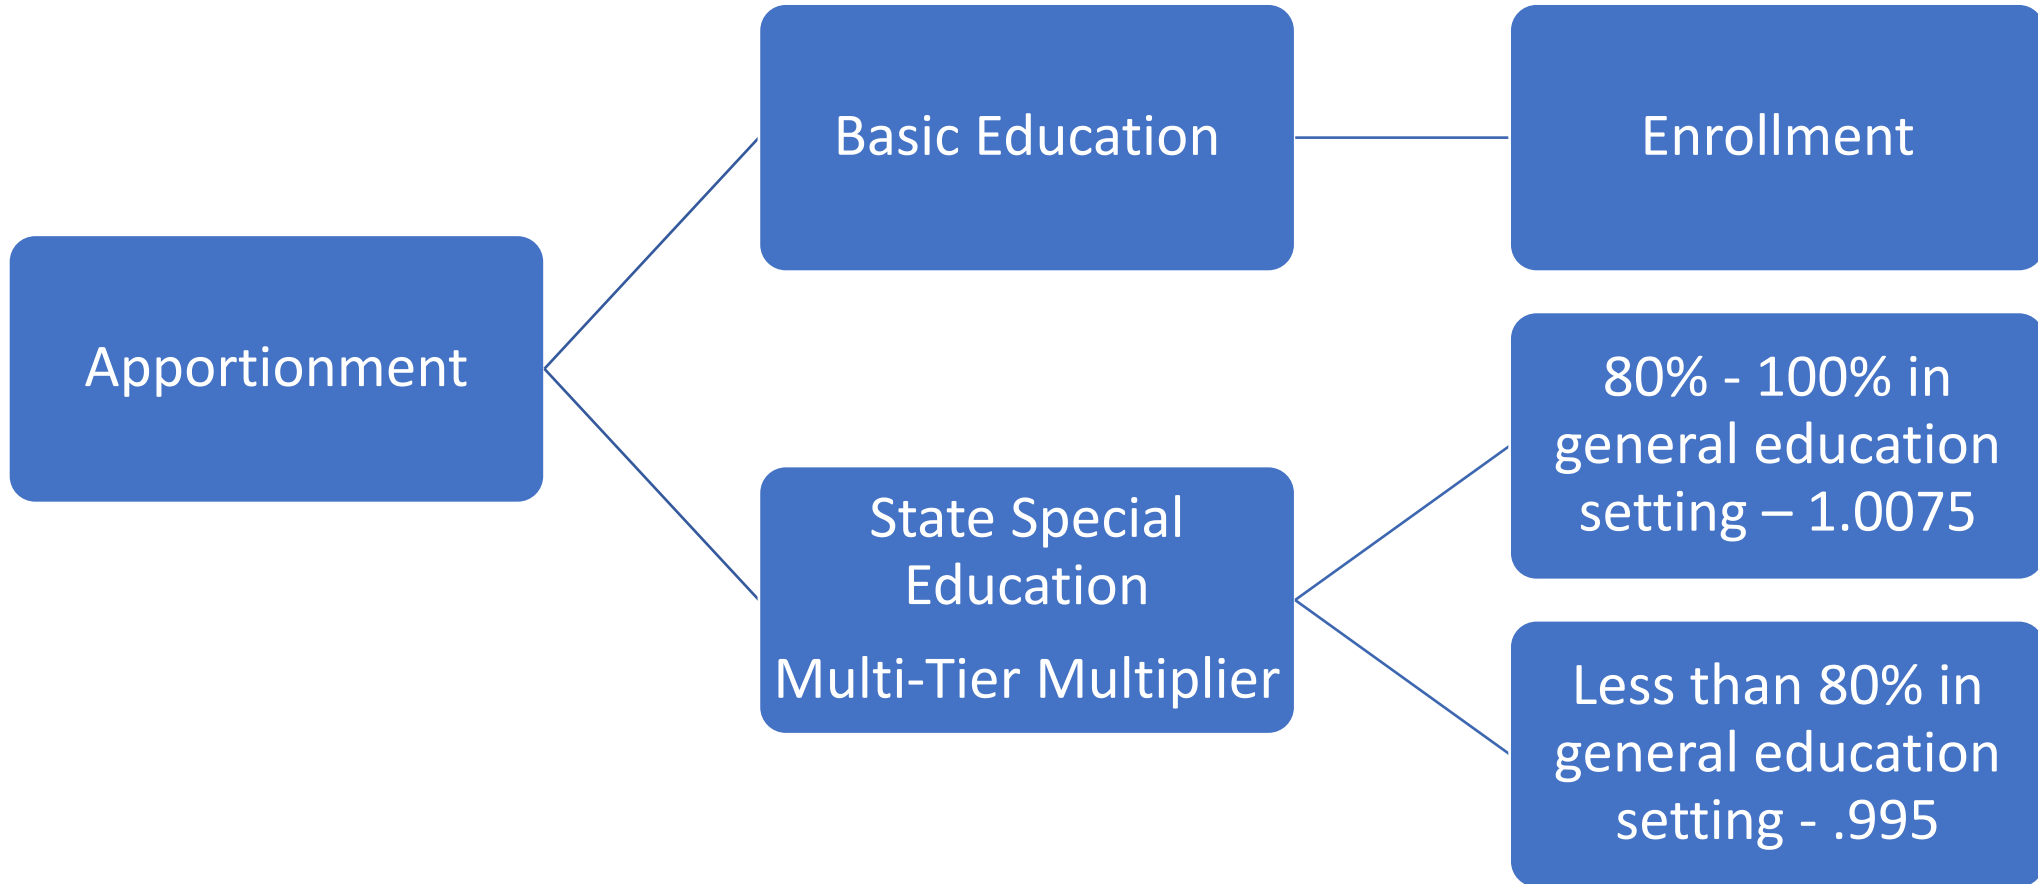 Apportionment
Basic Education
Enrollment
State Special
Education
Multi-Tier Multiplier
80% - 100% in
general education
setting – 1.0075
Less than 80% in
general education
setting - .995